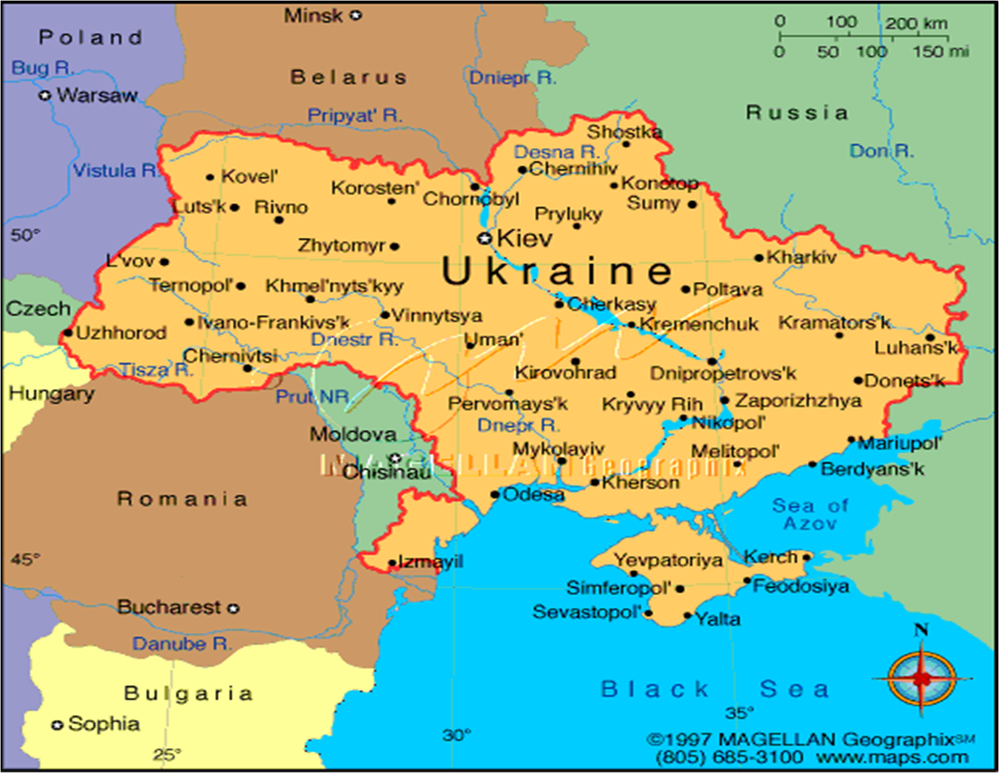 Minsk
0 100 200 km
0 50 100 150 mi
Poland
Bug R.
Belarus
Dniepr R.
Warsaw
Pripyat' R.
Russia
Shostka
Desna R.
Don R.
Vistula R.
Chernihiv
Kovel'
Korosten'
Konotop
Chornobyl
Sumy
Luts'k
Rivno
Pryluky
50°
Kiev
Zhytomyr
L'vov
Ukraine
Kharkiv
Ternopol'
Khmel'nyts'kyy
Poltava
Czech
Cherkasy
Vinnytsya
Ivano-Frankivs'k
Kremenchuk
Kramators'k
Uzhhorod
Dnestr R.
Uman'
Luhans'k
Chernivtsi
Tisza R.
Kirovohrad
Dnipropetrovs'k
Donets'k
Hungary
Prut NR.
Pervomays'k
Kryvyy Rih
Zaporizhzhya
Dnepr R.
Nikopol'
Moldova
Mykolayiv
Melitopol'
Mariupol'
MAGELLAN Geographix
Chisinau
Berdyans'k
Kherson
Romania
Odesa
Sea of
Azov
45°
Izmayil
Yevpatoriya
Kerch
Simferopol'
Feodosiya
Bucharest
Sevastopol'
Yalta
N
Danube R.
Bulgaria
Black Sea
35°
Sophia
30°
25°
©1997 MAGELLAN Geographix℠
(805) 685-3100 www.maps.com